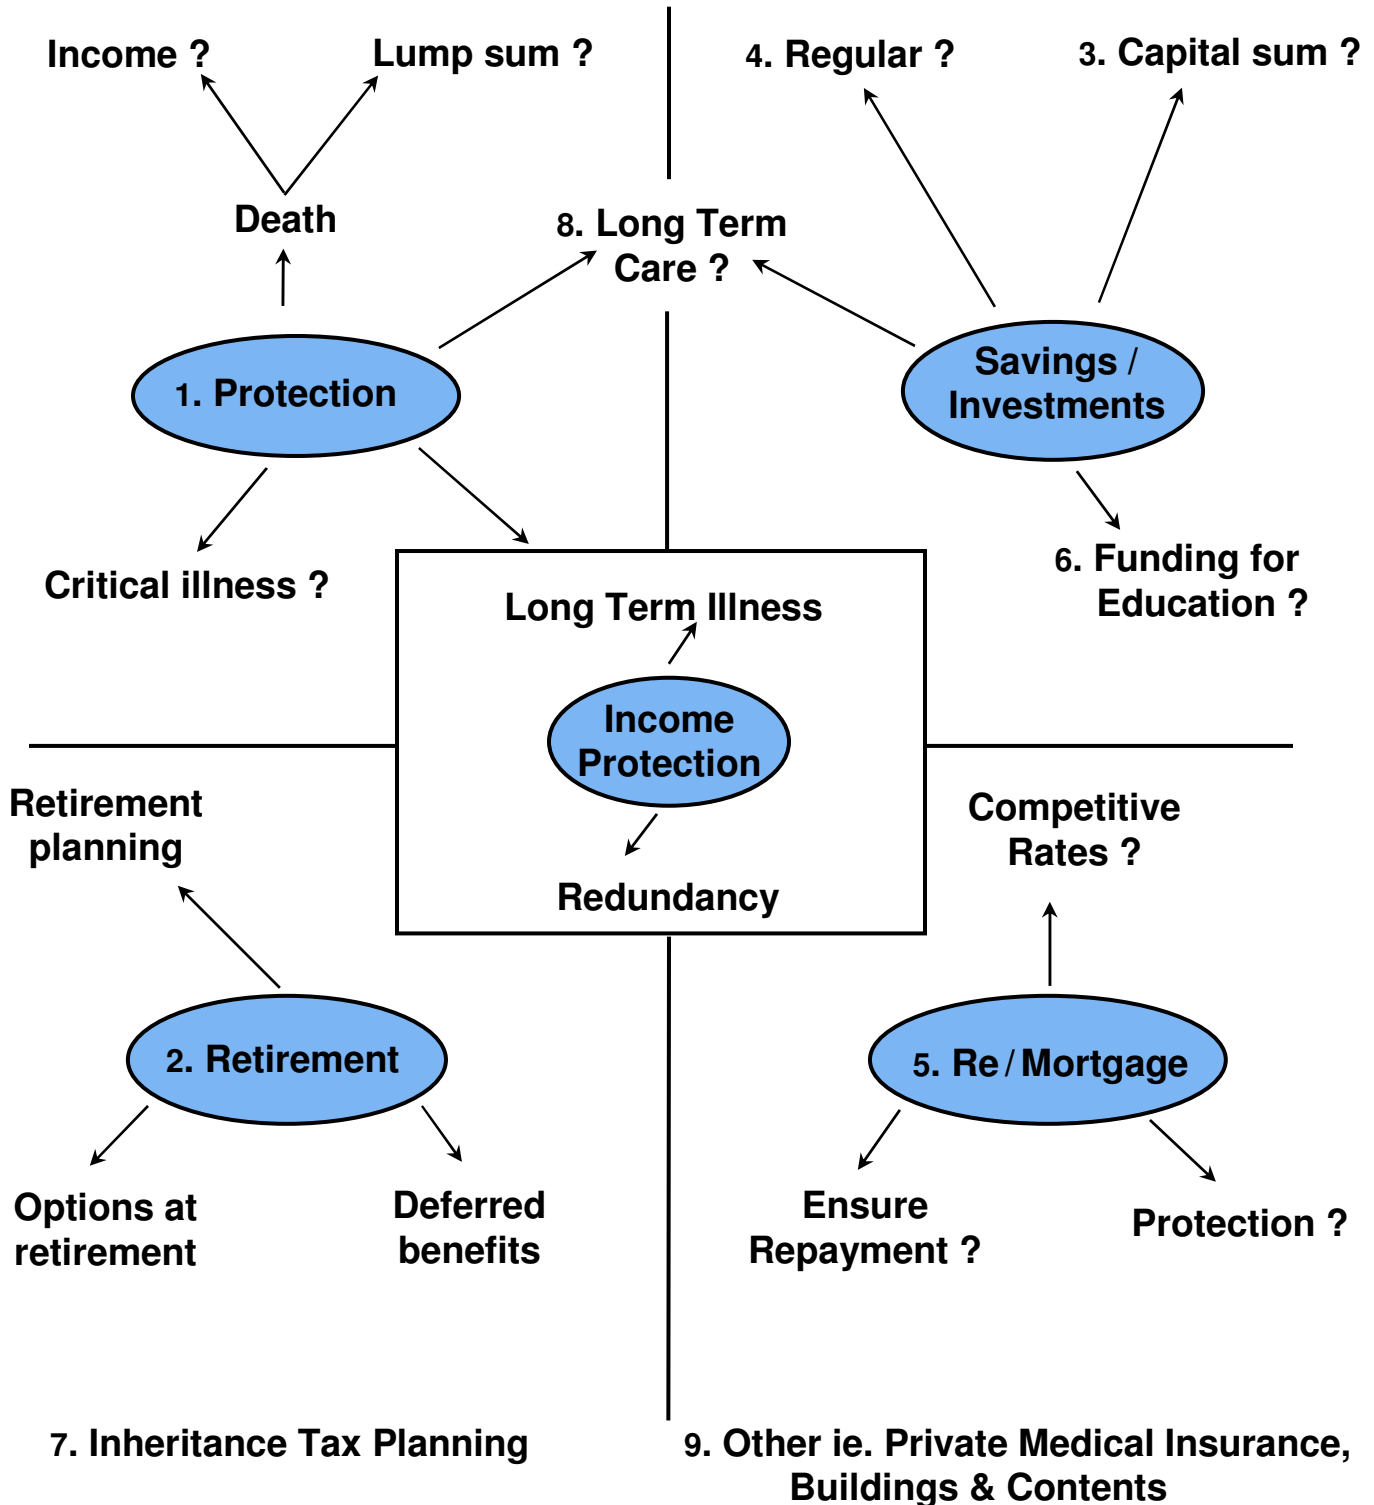 Income ?
Lump sum ?
4. Regular ?
3. Capital sum ?
Death
8. Long Term
Care ?
1. Protection
Savings /
Investments
Critical illness ?
6. Funding for
Education ?
Long Term Illness
Income
Protection
Redundancy
Retirement
planning
Competitive
Rates ?
2. Retirement
5. Re / Mortgage
Options at
retirement
Deferred
benefits
Ensure
Repayment ?
Protection ?
7. Inheritance Tax Planning
9. Other ie. Private Medical Insurance,
Buildings & Contents